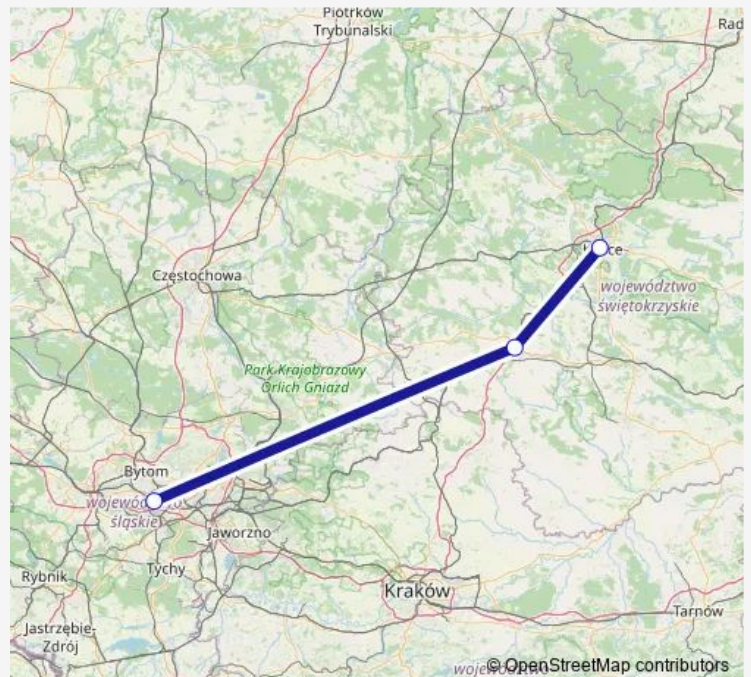 Piotrków
Trybunalski
Rad
Częstochowa
województwo
świętokrzyskie
Park Krajobrazowy
Orlich Gniazd
Bytom
śląskie
Jaworzno
Tychy
Rybnik
Kraków
Tarnów
Jastrzębie-
Zdrój
© OpenStreetMap contributors